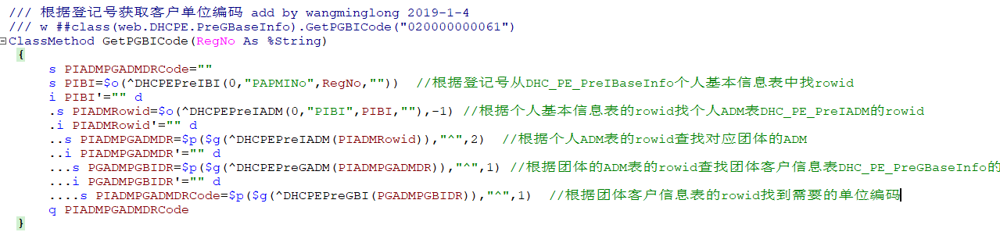 /// 根据登记号获取客户单位编码 add by wangminglong 2019-1-4
/// w ##class(web.DHCPE.PreGBaseInfo).GetPGBICode("020000000061")
ClassMethod GetPGBICode(RegNo As %String)
{
s PIADMPGADMDRCode=""
s PIBI=$o(^DHCPEPreIBI(0,"PAPMINo",RegNo,"")) //根据登记号从DHC_PE_PreIBaseInfo个人基本信息表中找rowid
i PIBI'="" d
.s PIADMRowid=$o(^DHCPEPreIADM(0,"PIBI",PIBI,""),-1) //根据个人基本信息表的rowid找个人ADM表DHC_PE_PreIADM的rowid
.i PIADMRowid'="" d
..s PIADMPGADMDR=$p($g(^DHCPEPreIADM(PIADMRowid)),"^",2) //根据个人ADM表的rowid查找对应团体的ADM
..i PIADMPGADMDR'="" d
...s PGADMPGBIDR=$p($g(^DHCPEPreGADM(PIADMPGADMDR)),"^",1) //根据团体的ADM表的rowid查找团体客户信息表DHC_PE_PreGBaseInfo的
...i PGADMPGBIDR'="" d
....s PIADMPGADMDRCode=$p($g(^DHCPEPreGBI(PGADMPGBIDR)),"^",1) //根据团体客户信息表的rowid找到需要的单位编码
q PIADMPGADMDRCode
}